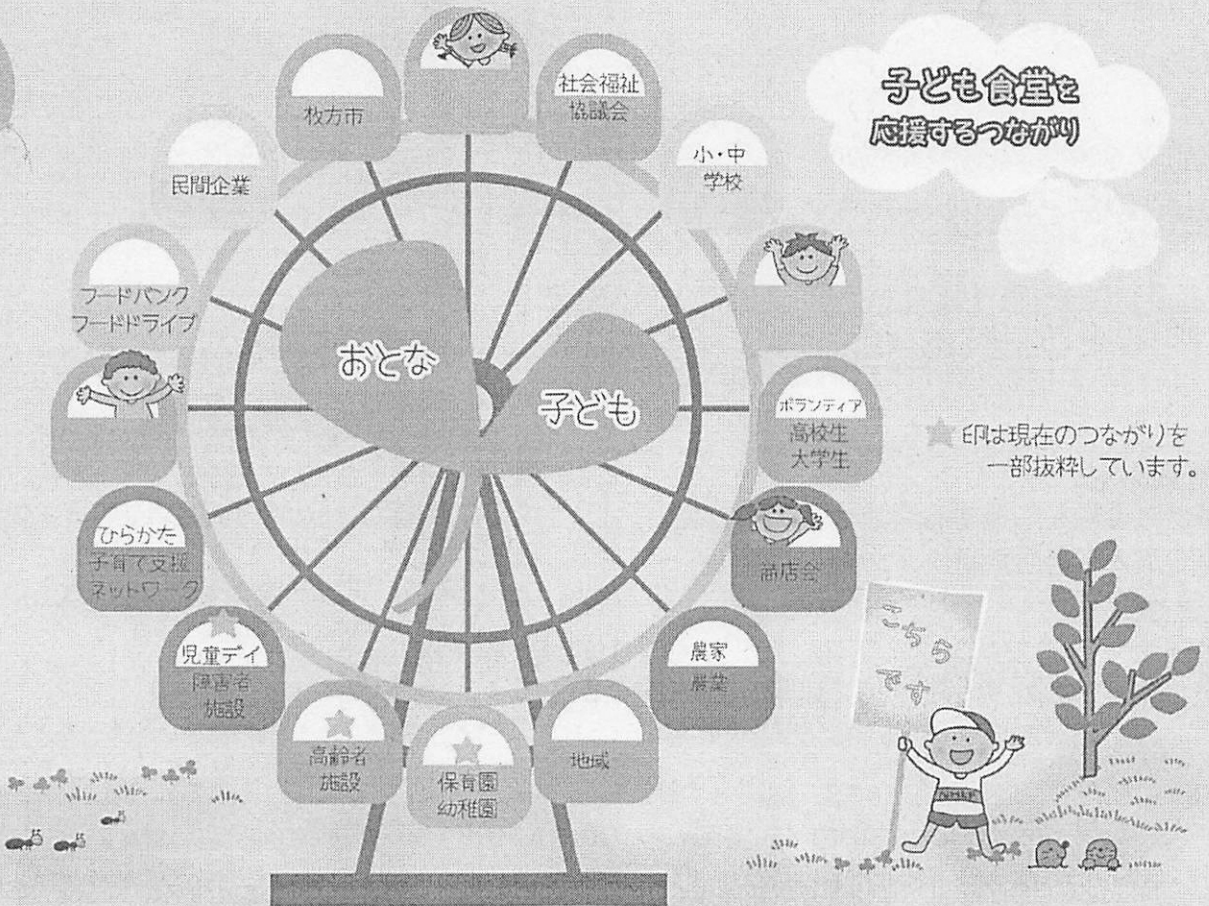 子ども食堂を
応援するつながり
枚方市
社会福祉
協議会
小・中
学校
ボランティア
高校生
大学生
商店会
農家
農業
地域
保育園
幼稚園
高齢者
施設
児童デイ
障害者
施設
ひらかた
子育て支援
ネットワーク
フードバンク
フードドライブ
民間企業
おとな
子ども
印は現在のつながりを
一部抜粋しています。
こちら
です